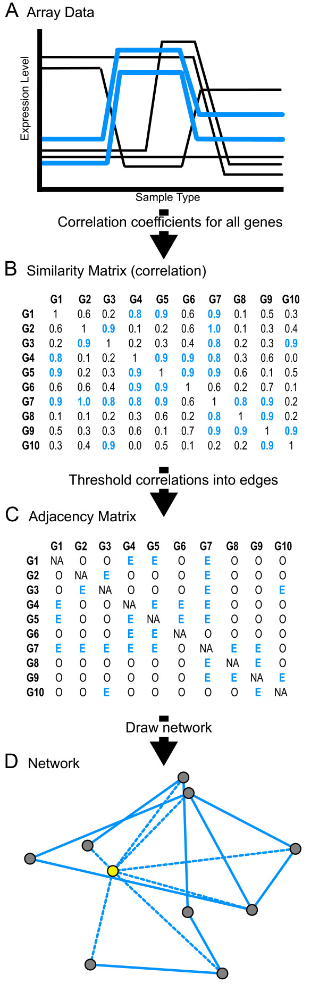 A Array Data
Expression Level
Sample Type
Correlation coefficients for all genes
B Similarity Matrix (correlation)
G1 G2 G3 G4 G5 G6 G7 G8 G9 G10
G1 1 0.6 0.2 0.8 0.9 0.6 0.9 0.1 0.5 0.3
G2 0.6 1 0.9 0.1 0.2 0.6 1.0 0.1 0.3 0.4
G3 0.2 0.9 1 0.2 0.3 0.4 0.8 0.2 0.3 0.9
G4 0.8 0.1 0.2 1 0.9 0.9 0.8 0.3 0.6 0.0
G5 0.9 0.2 0.3 0.9 1 0.9 0.9 0.6 0.1 0.5
G6 0.6 0.6 0.4 0.9 0.9 1 0.6 0.2 0.7 0.1
G7 0.9 1.0 0.8 0.8 0.9 0.6 1 0.8 0.9 0.2
G8 0.1 0.1 0.2 0.3 0.6 0.2 0.8 1 0.9 0.2
G9 0.5 0.3 0.3 0.6 0.1 0.7 0.9 0.9 1 0.9
G10 0.3 0.4 0.9 0.0 0.5 0.1 0.2 0.2 0.9 1
Threshold correlations into edges
C Adjacency Matrix
G1 G2 G3 G4 G5 G6 G7 G8 G9 G10
G1 NA O O E E O E O O O
G2 O NA E O O O E O O O
G3 O E NA O O O E O O E
G4 E O O NA E E E O O O
G5 E O O E NA E E O O O
G6 O O O E E NA O O O O
G7 E E E E E O NA E E O
G8 O O O O O O E NA E O
G9 O O O O O O E E NA E
G10 O O E O O O O O E NA
Draw network
D Network